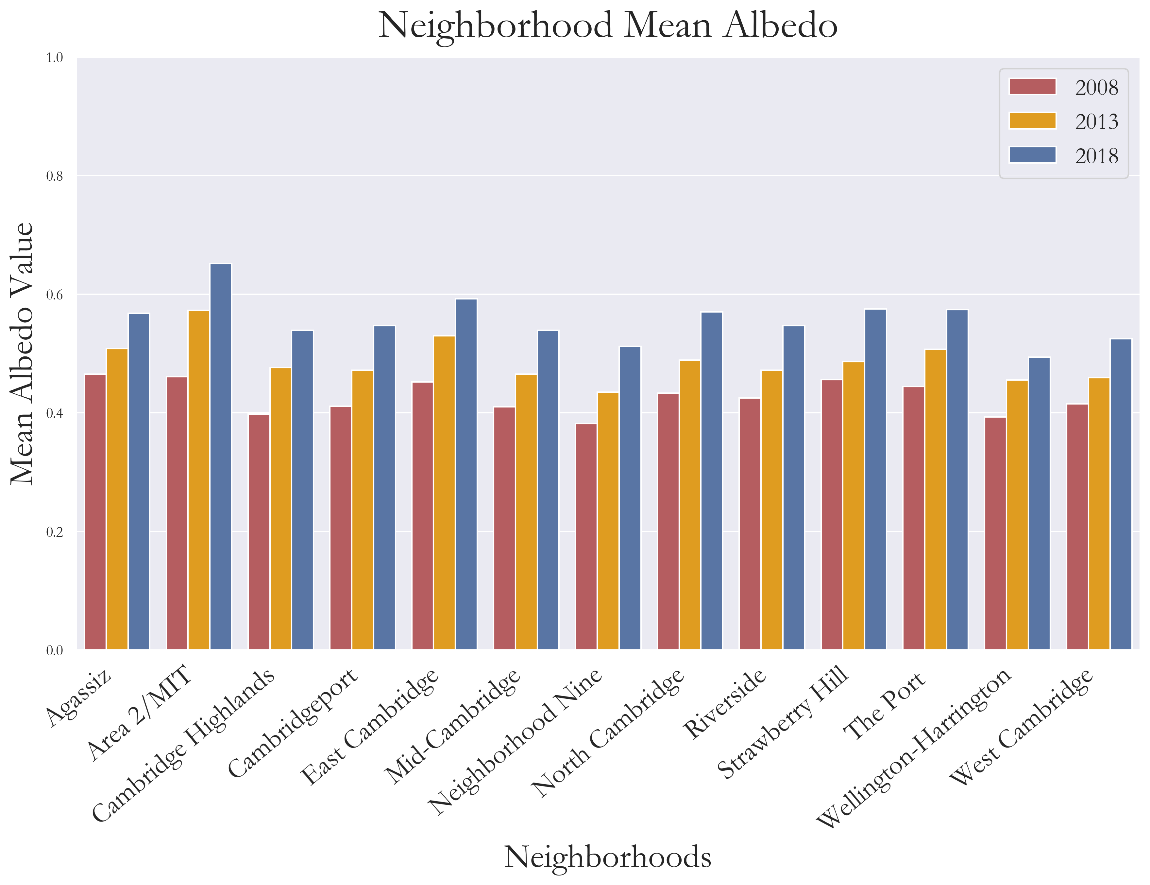 Neighborhood Mean Albedo
1.0
0.8
0.6
0.4
0.2
0.0
Mean Albedo Value
2008
2013
2018
Agassiz
Area 2/MIT
Cambridge Highlands
Cambridgeport
East Cambridge
Mid-Cambridge
Neighborhood Nine
North Cambridge
Riverside
Strawberry Hill
The Port
Wellington-Harrington
West Cambridge
Neighborhoods